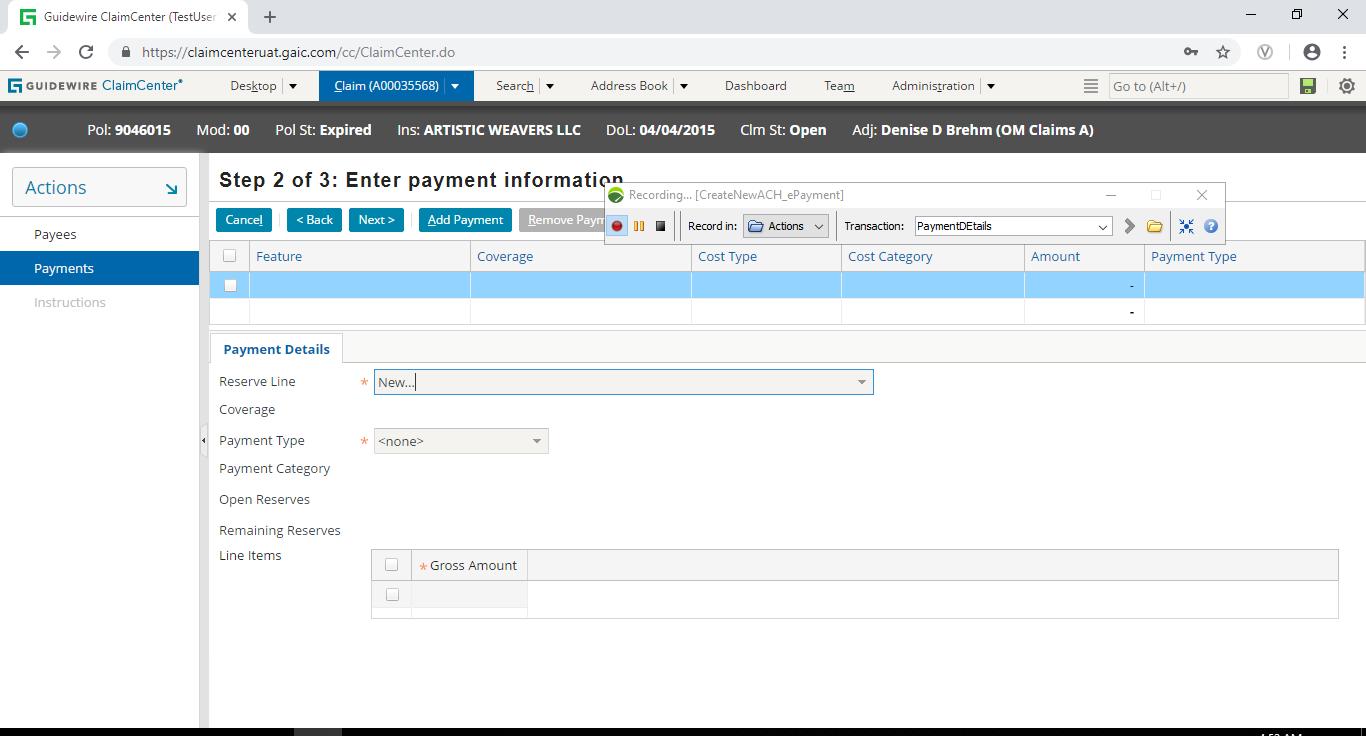 Guidewire ClaimCenter (TestUser
https://claimcenteruat.gaic.com/cc/ClaimCenter.do
GUIDEWIRE ClaimCenter®
Desktop
Claim (A00035568)
Search
Address Book
Dashboard
Team
Administration
Go to (Alt+/)
Pol: 9046015 Mod: 00 Pol St: Expired Ins: ARTISTIC WEAVERS LLC DoL: 04/04/2015 Clm St: Open Adj: Denise D Brehm (OM Claims A)
Actions
Payees
Payments
Instructions
Step 2 of 3: Enter payment information
Recording... [CreateNewACH_ePayment]
Record in: Actions Transaction: PaymentDEtails
Cancel < Back Next > Add Payment Remove Paym
Feature Coverage Cost Type Cost Category Amount Payment Type
-
-
Payment Details
Reserve Line * New...
Coverage
Payment Type * <none>
Payment Category
Open Reserves
Remaining Reserves
Line Items
* Gross Amount